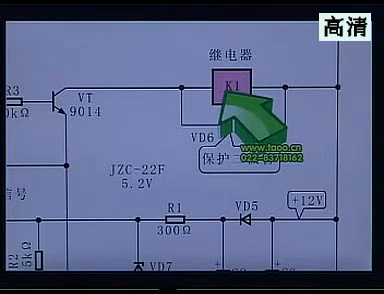 高清
继电器
K1
R3
0kΩ
VT
9014
VD6
www.taoo.cn
022-83718162
保护二
JZC-22F
5.2V
信号
+12V
R1
VD5
300Ω
R2
5kΩ
VD7